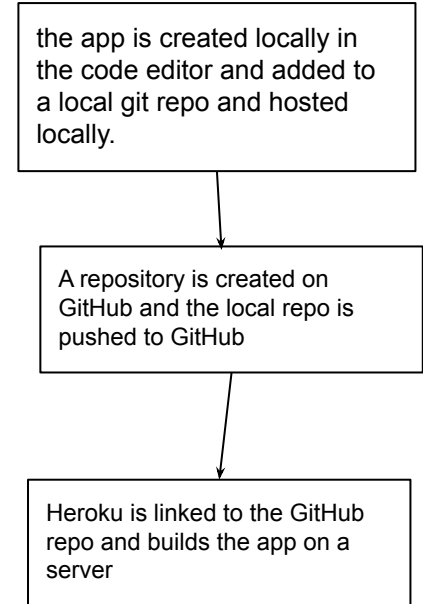 the app is created locally in
the code editor and added to
a local git repo and hosted
locally.
A repository is created on
GitHub and the local repo is
pushed to GitHub
Heroku is linked to the GitHub
repo and builds the app on a
server